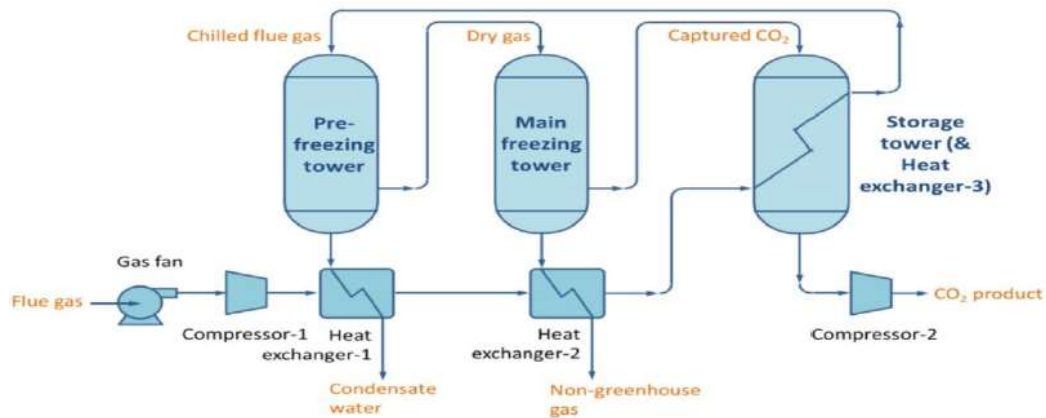 Chilled flue gas
Dry gas
Captured CO₂
Pre-
freezing
tower
Main
freezing
tower
Storage
tower (&
Heat
exchanger-3)
Gas fan
Flue gas
Compressor-1
Heat
exchanger-1
Heat
exchanger-2
Compressor-2
CO₂ product
Condensate
water
Non-greenhouse
gas